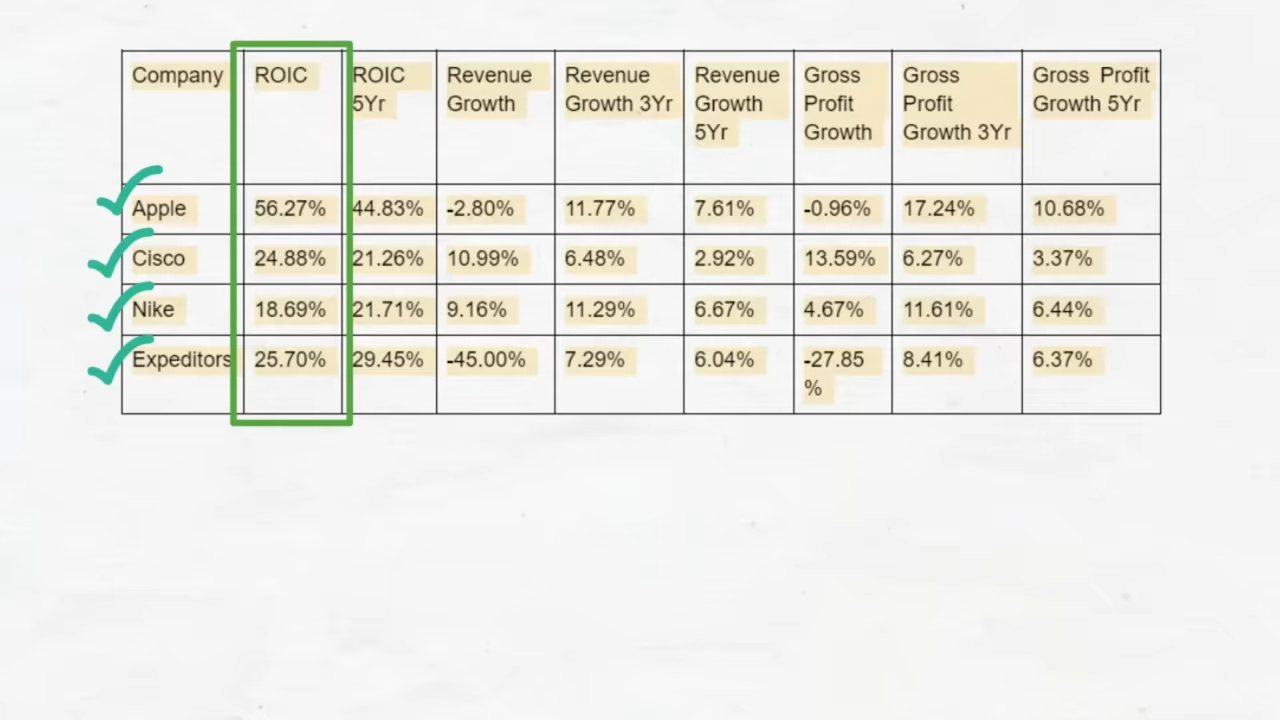 Company ROIC ROIC 5Yr Revenue Growth Revenue Growth 3Yr Revenue Growth 5Yr Gross Profit Growth Gross Profit Growth 3Yr Gross Profit Growth 5Yr
Apple 56.27% 44.83% -2.80% 11.77% 7.61% -0.96% 17.24% 10.68%
Cisco 24.88% 21.26% 10.99% 6.48% 2.92% 13.59% 6.27% 3.37%
Nike 18.69% 21.71% 9.16% 11.29% 6.67% 4.67% 11.61% 6.44%
Expeditors 25.70% 29.45% -45.00% 7.29% 6.04% -27.85 % 8.41% 6.37%